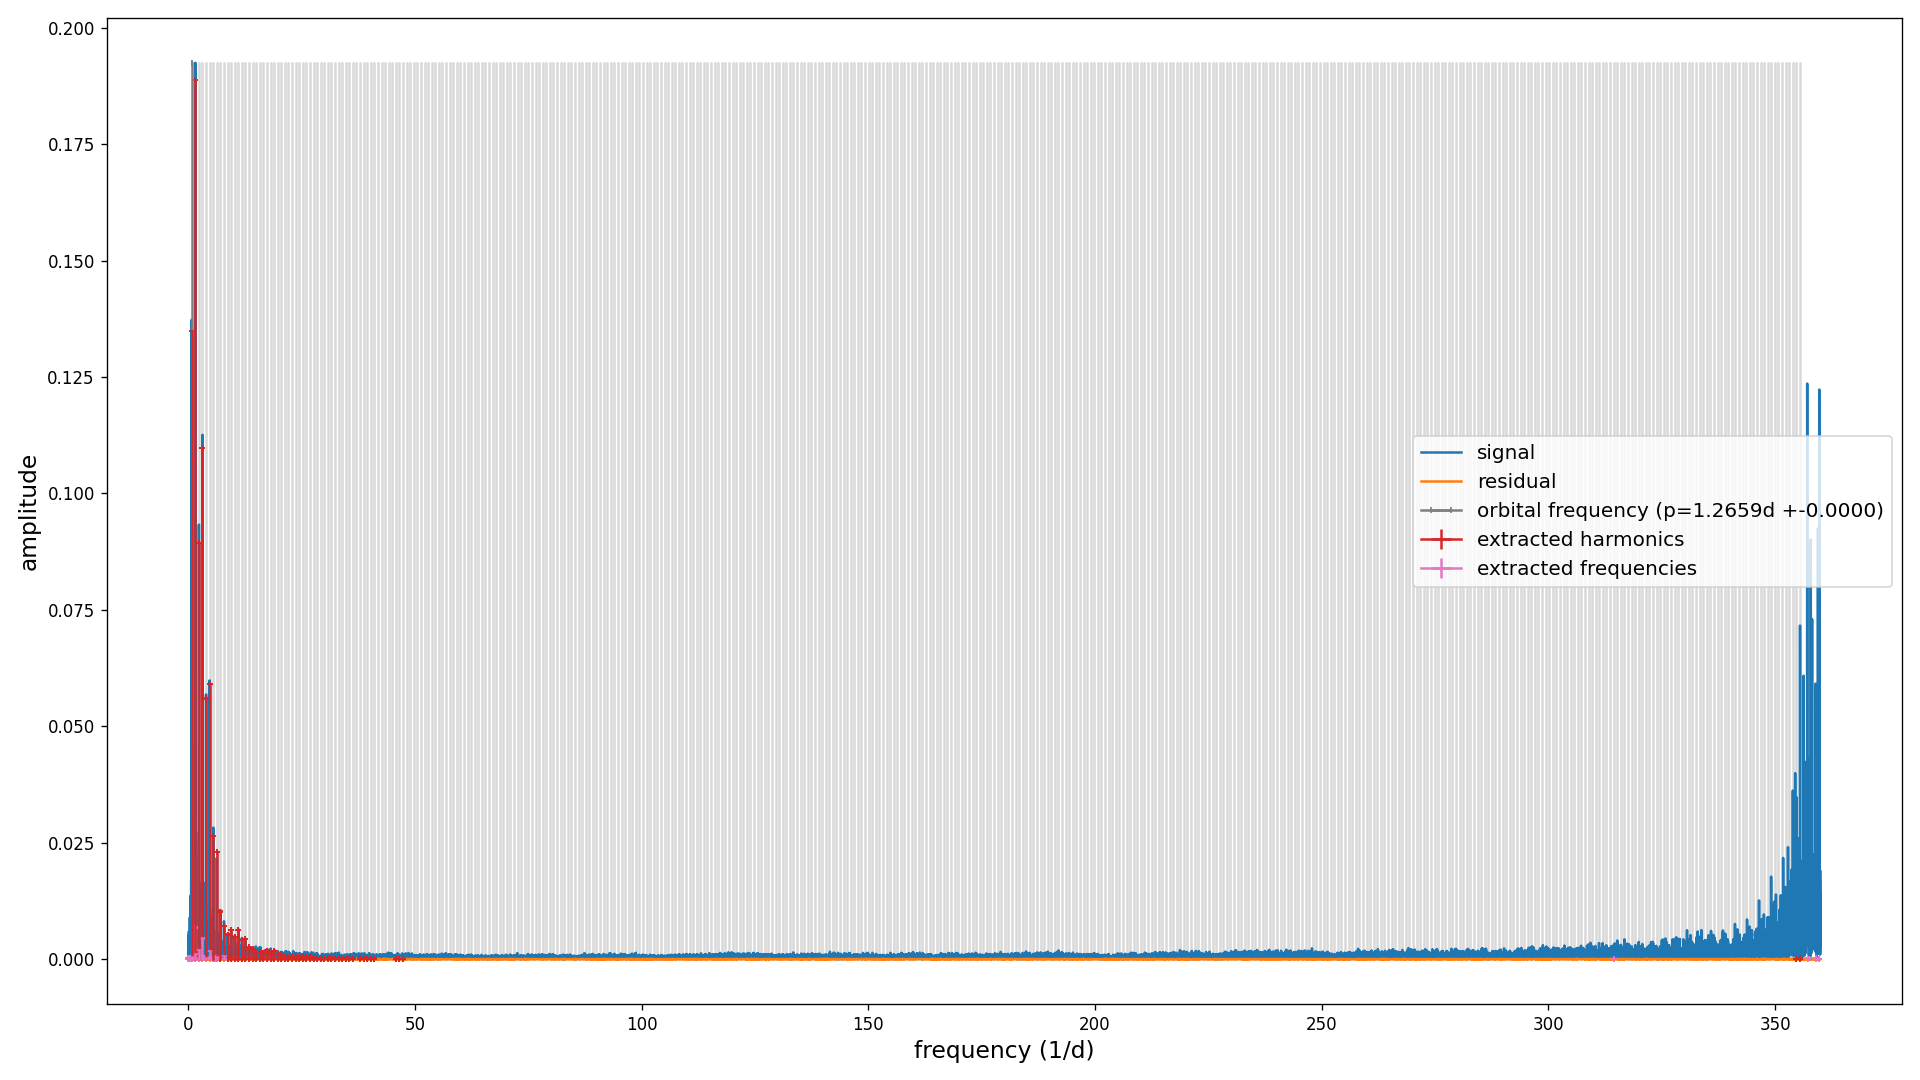 0.200
0.175
0.150
0.125
0.100
0.075
0.050
0.025
0.000
amplitude
signal
residual
orbital frequency (p=1.2659d +-0.0000)
extracted harmonics
extracted frequencies
0 50 100 150 200 250 300 350
frequency (1/d)